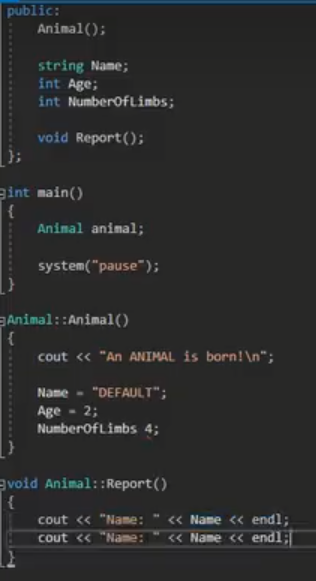 public:
Animal();
string Name;
int Age;
int NumberOfLimbs;
void Report();
};
int main()
{
Animal animal;
system("pause");
}
Animal::Animal()
{
cout << "An ANIMAL is born!\n";
Name = "DEFAULT";
Age = 2;
NumberOfLimbs 4;
}
void Animal::Report()
{
cout << "Name: " << Name << endl;
cout << "Name: " << Name << endl;
}